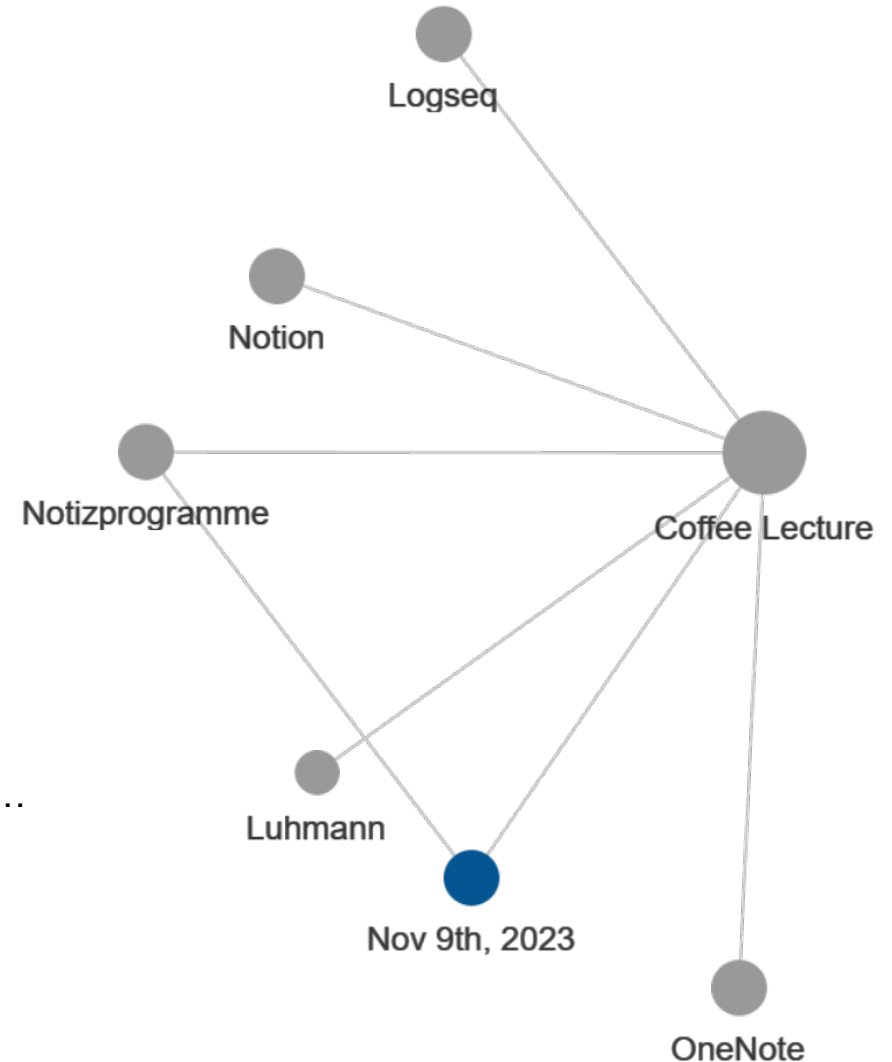 Logseq
Notion
Notizprogramme
Coffee Lecture
..
Luhmann
Nov 9th, 2023
OneNote